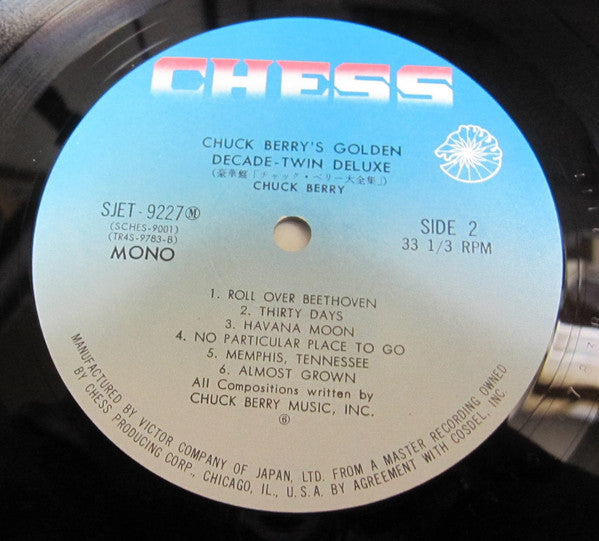 CHESS
CHUCK BERRY'S GOLDEN
DECADE-TWIN DELUXE
(豪華盤「チャック・ベリー大全集」)
CHUCK BERRY
SJET-9227 Ⓜ
(SCHES-9001)
(TR4S-9783-B)
MONO
SIDE 2
33 1/3 RPM
1. ROLL OVER BEETHOVEN
2. THIRTY DAYS
3. HAVANA MOON
4. NO PARTICULAR PLACE TO GO
5. MEMPHIS, TENNESSEE
6. ALMOST GROWN
All Compositions written by
CHUCK BERRY MUSIC, INC.
⑥
MANUFACTURED BY VICTOR COMPANY OF JAPAN, LTD. FROM A MASTER RECORDING OWNED
BY CHESS PRODUCING CORP., CHICAGO, IL., U.S.A. BY AGREEMENT WITH COSDEL, INC.